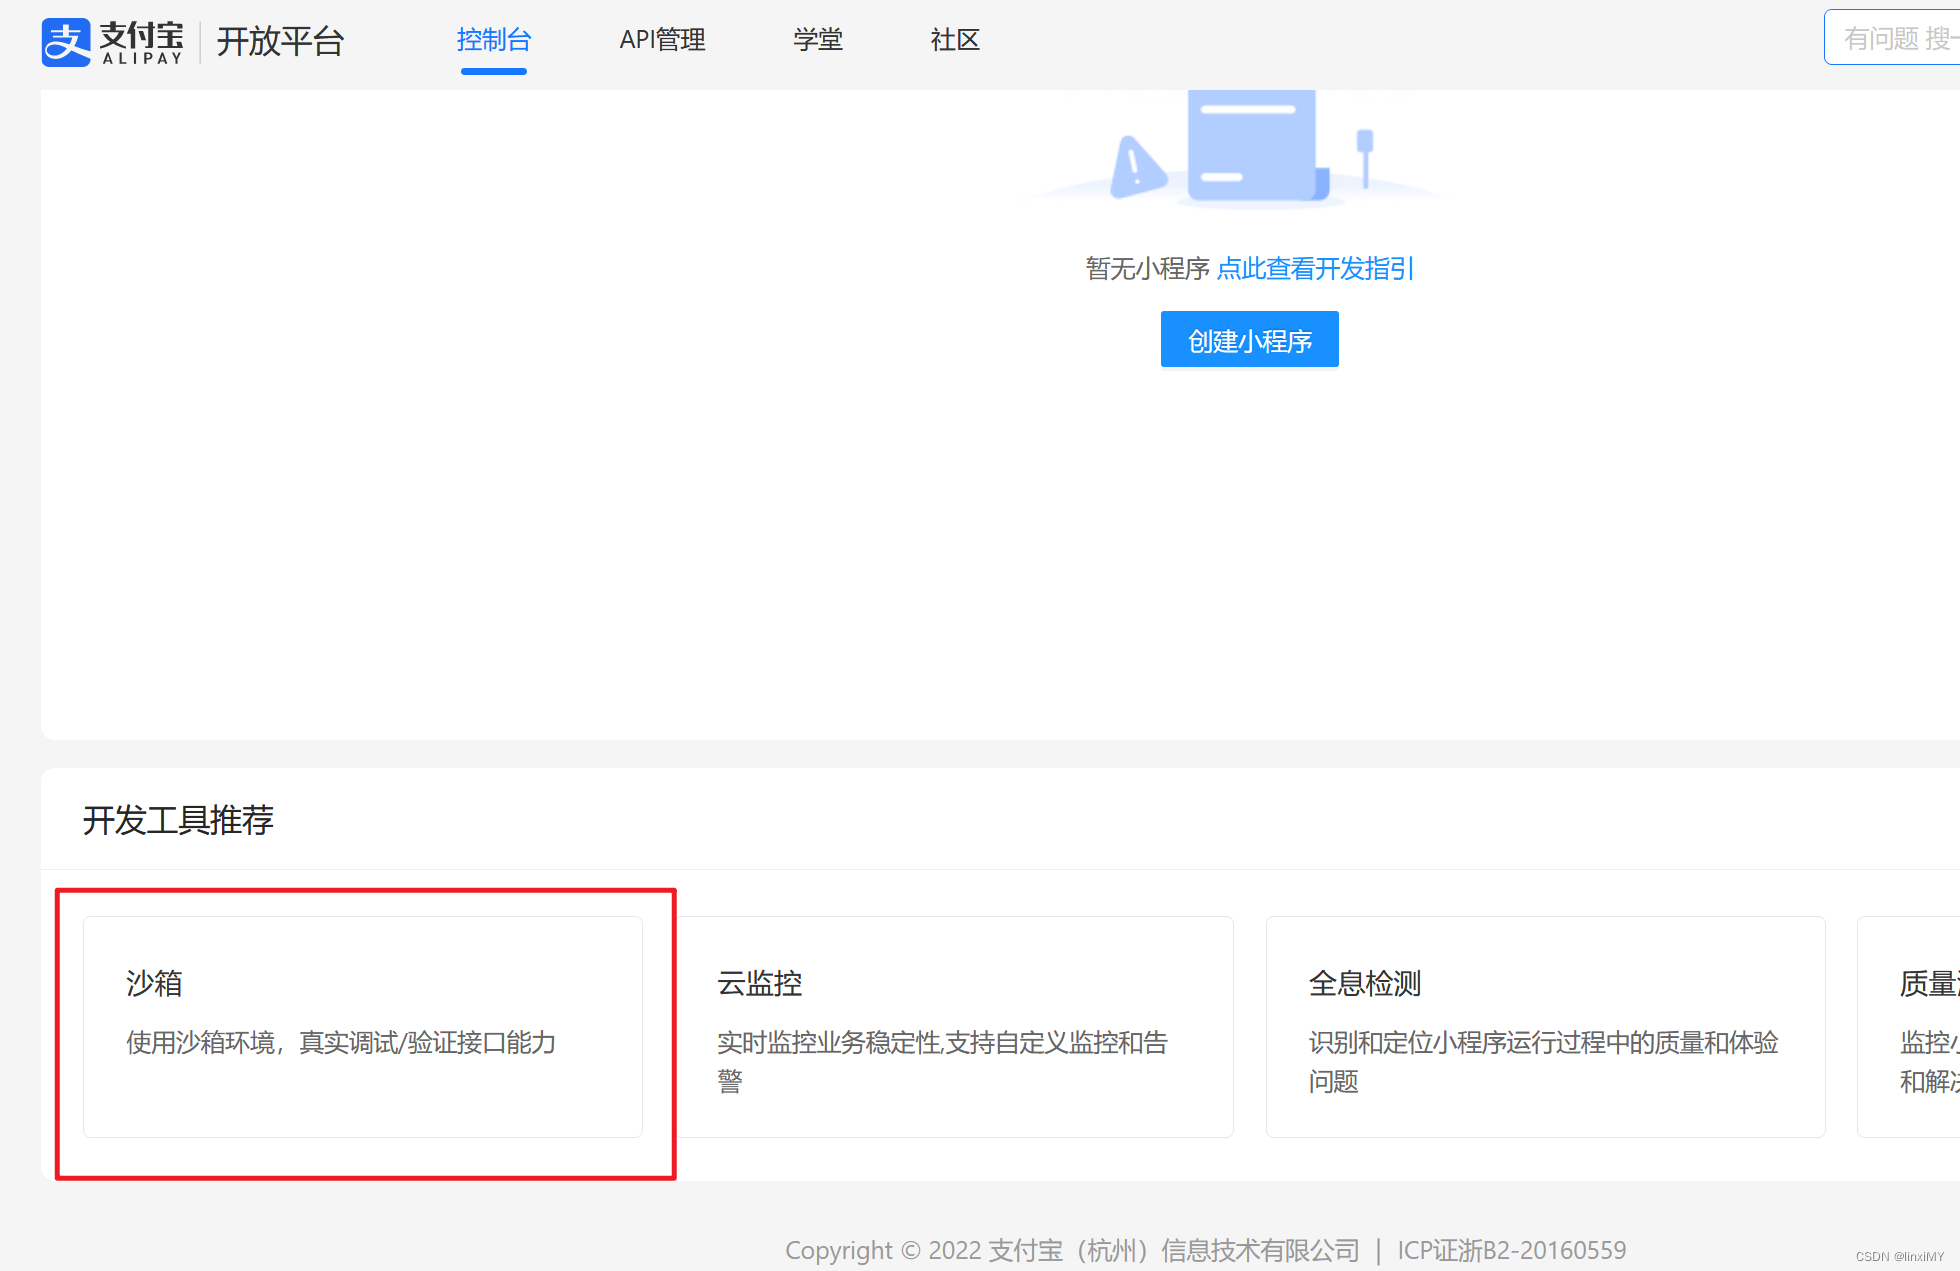 支付宝 开放平台 控制台 API管理 学堂 社区 有问题 搜一
ALIPAY
暂无小程序 点此查看开发指引
创建小程序
开发工具推荐
沙箱
使用沙箱环境，真实调试/验证接口能力
云监控
实时监控业务稳定性,支持自定义监控和告
警
全息检测
识别和定位小程序运行过程中的质量和体验
问题
质量
监控小
和解决
Copyright © 2022 支付宝（杭州）信息技术有限公司 | ICP证浙B2-20160559
CSDN @linxiMY